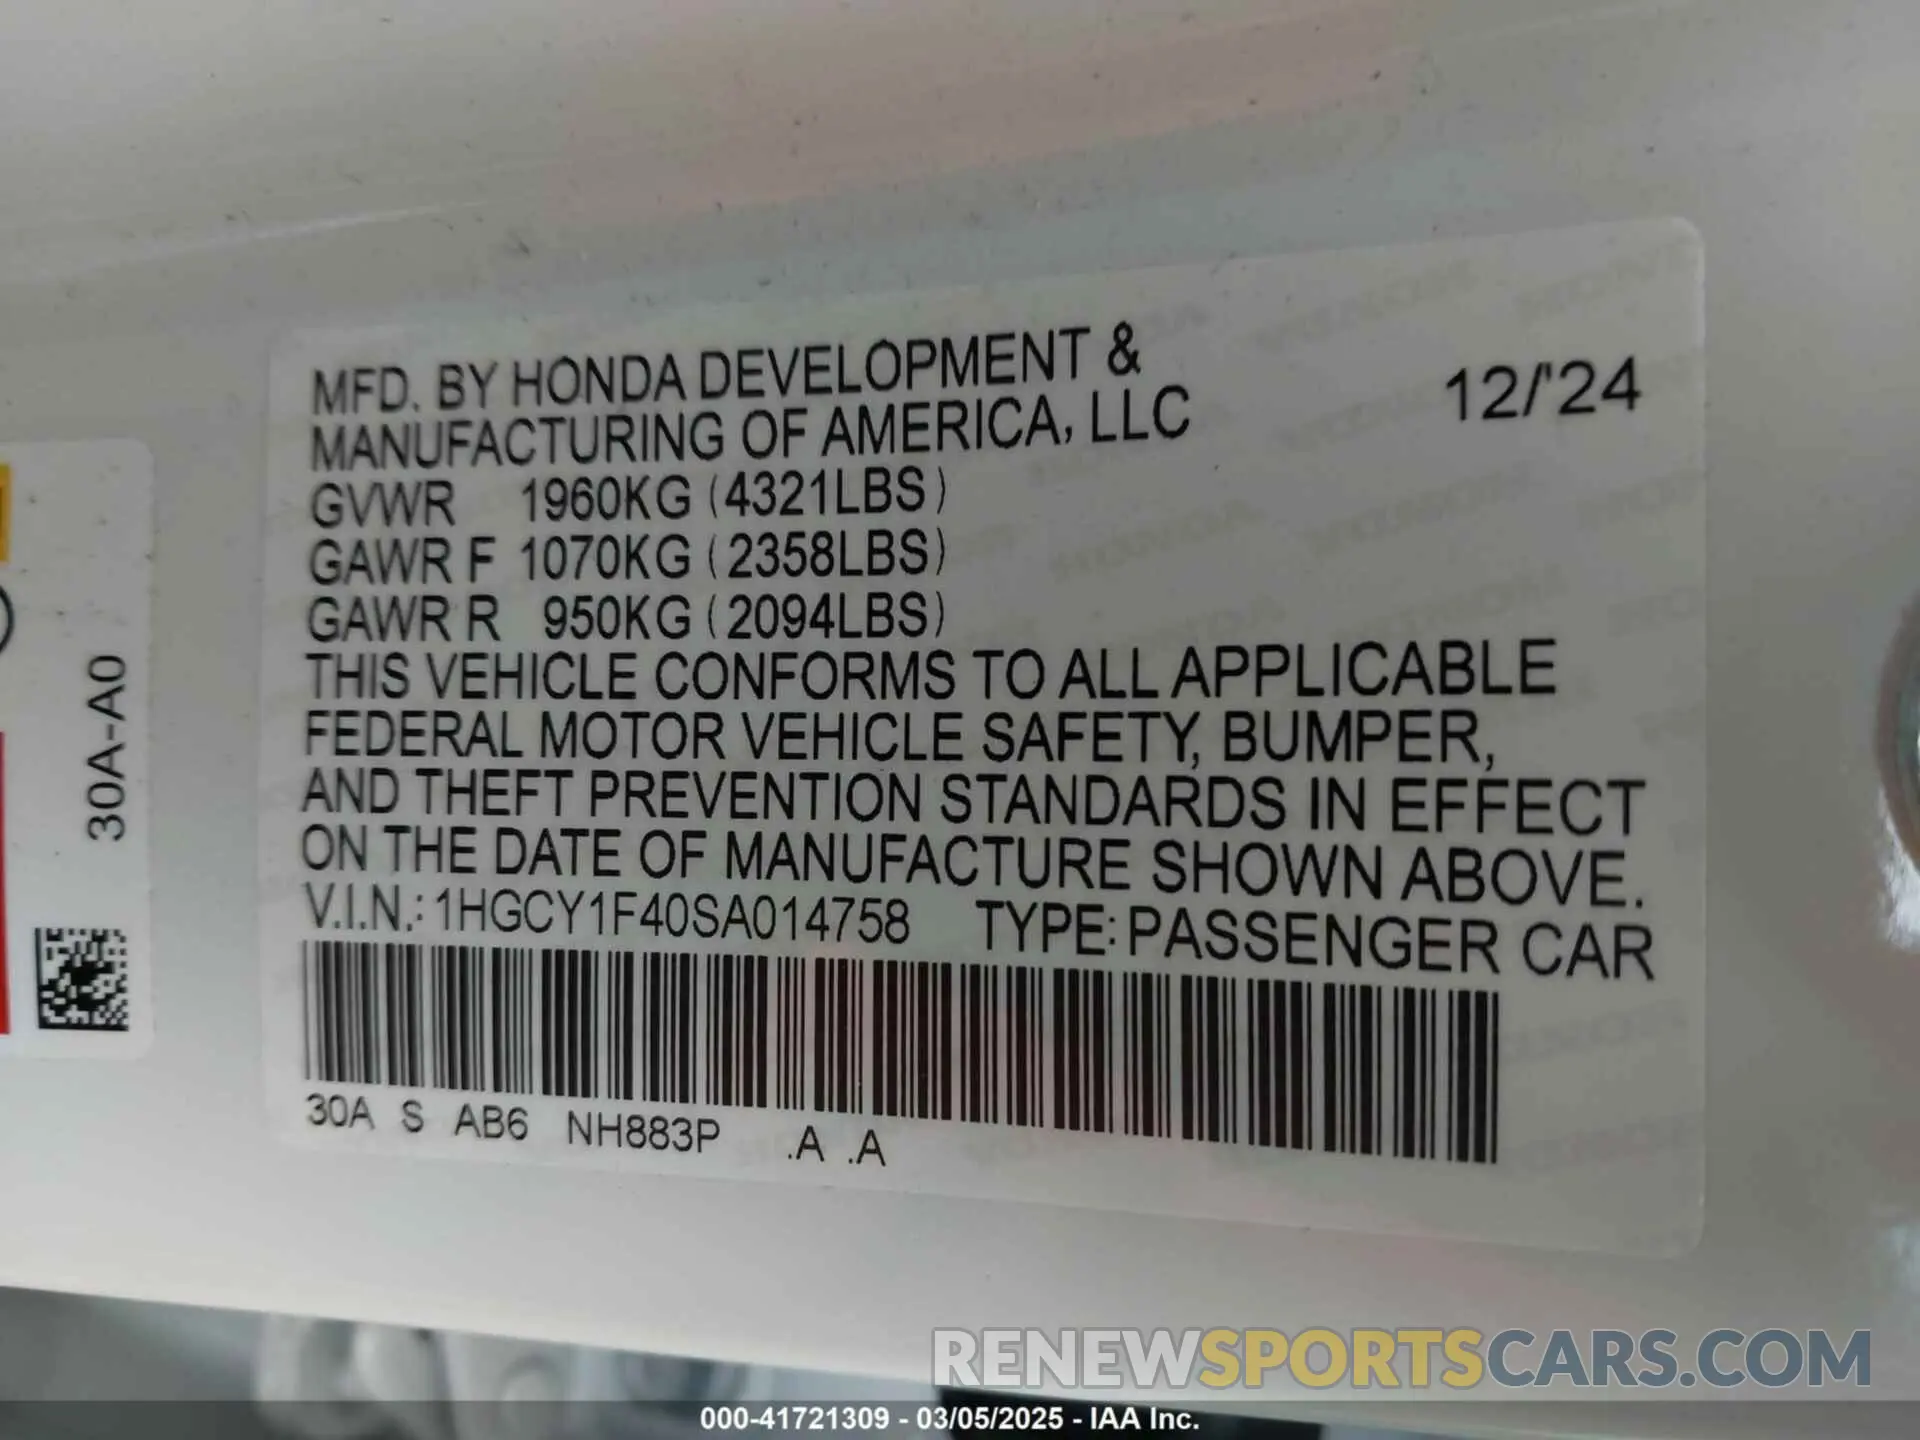 MFD. BY HONDA DEVELOPMENT & 12/'24
MANUFACTURING OF AMERICA, LLC
GVWR 1960KG (4321LBS)
GAWR F 1070KG (2358LBS)
GAWR R 950KG (2094LBS)
THIS VEHICLE CONFORMS TO ALL APPLICABLE
FEDERAL MOTOR VEHICLE SAFETY, BUMPER,
AND THEFT PREVENTION STANDARDS IN EFFECT
ON THE DATE OF MANUFACTURE SHOWN ABOVE.
V.I.N.: 1HGCY1F40SA014758 TYPE: PASSENGER CAR
30A S AB6 NH883P .A .A
30A-A0
RENEWSPORTSCARS.COM
000-41721309 - 03/05/2025 - IAA Inc.